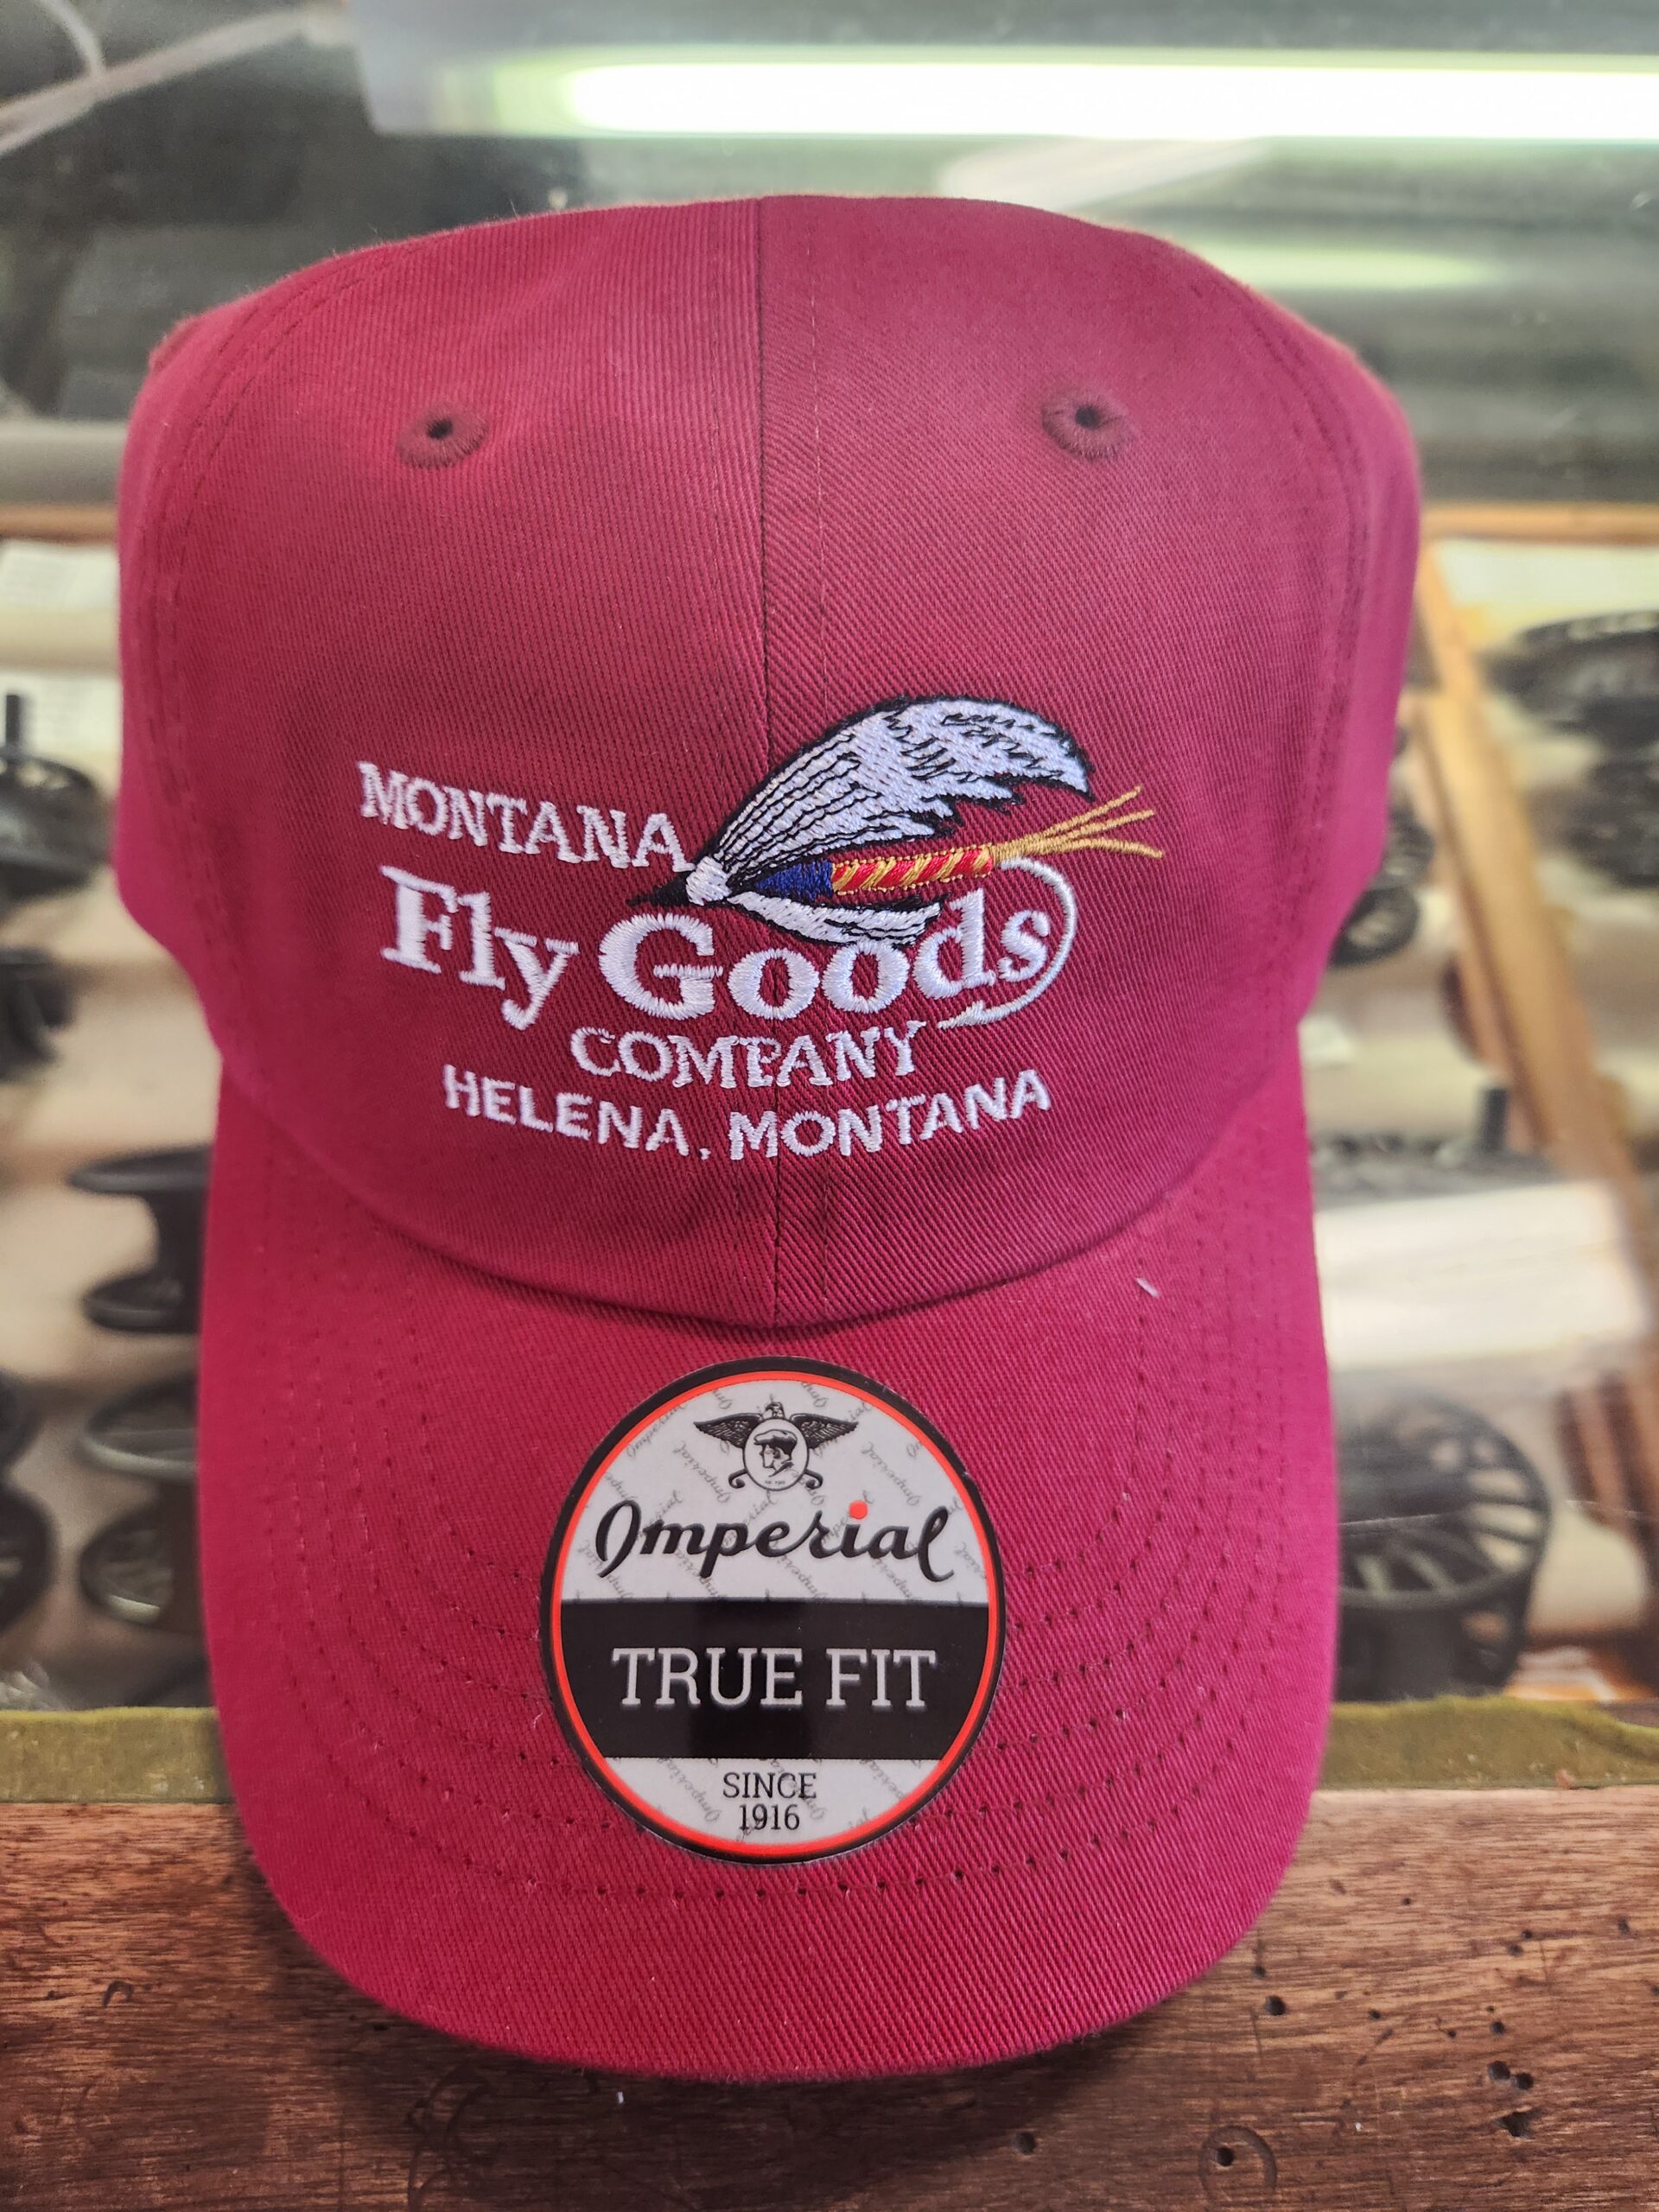 MONTANA
Fly Goods
COMPANY
HELENA, MONTANA
Imperial
TRUE FIT
SINCE
1916